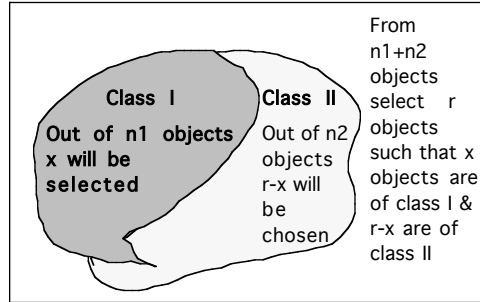 Class I
Out of n1 objects
x will be
selected
Class II
Out of n2
objects
r-x will
be
chosen
From
n1+n2
objects
select r
objects
such that x
objects are
of class I &
r-x are of
class II